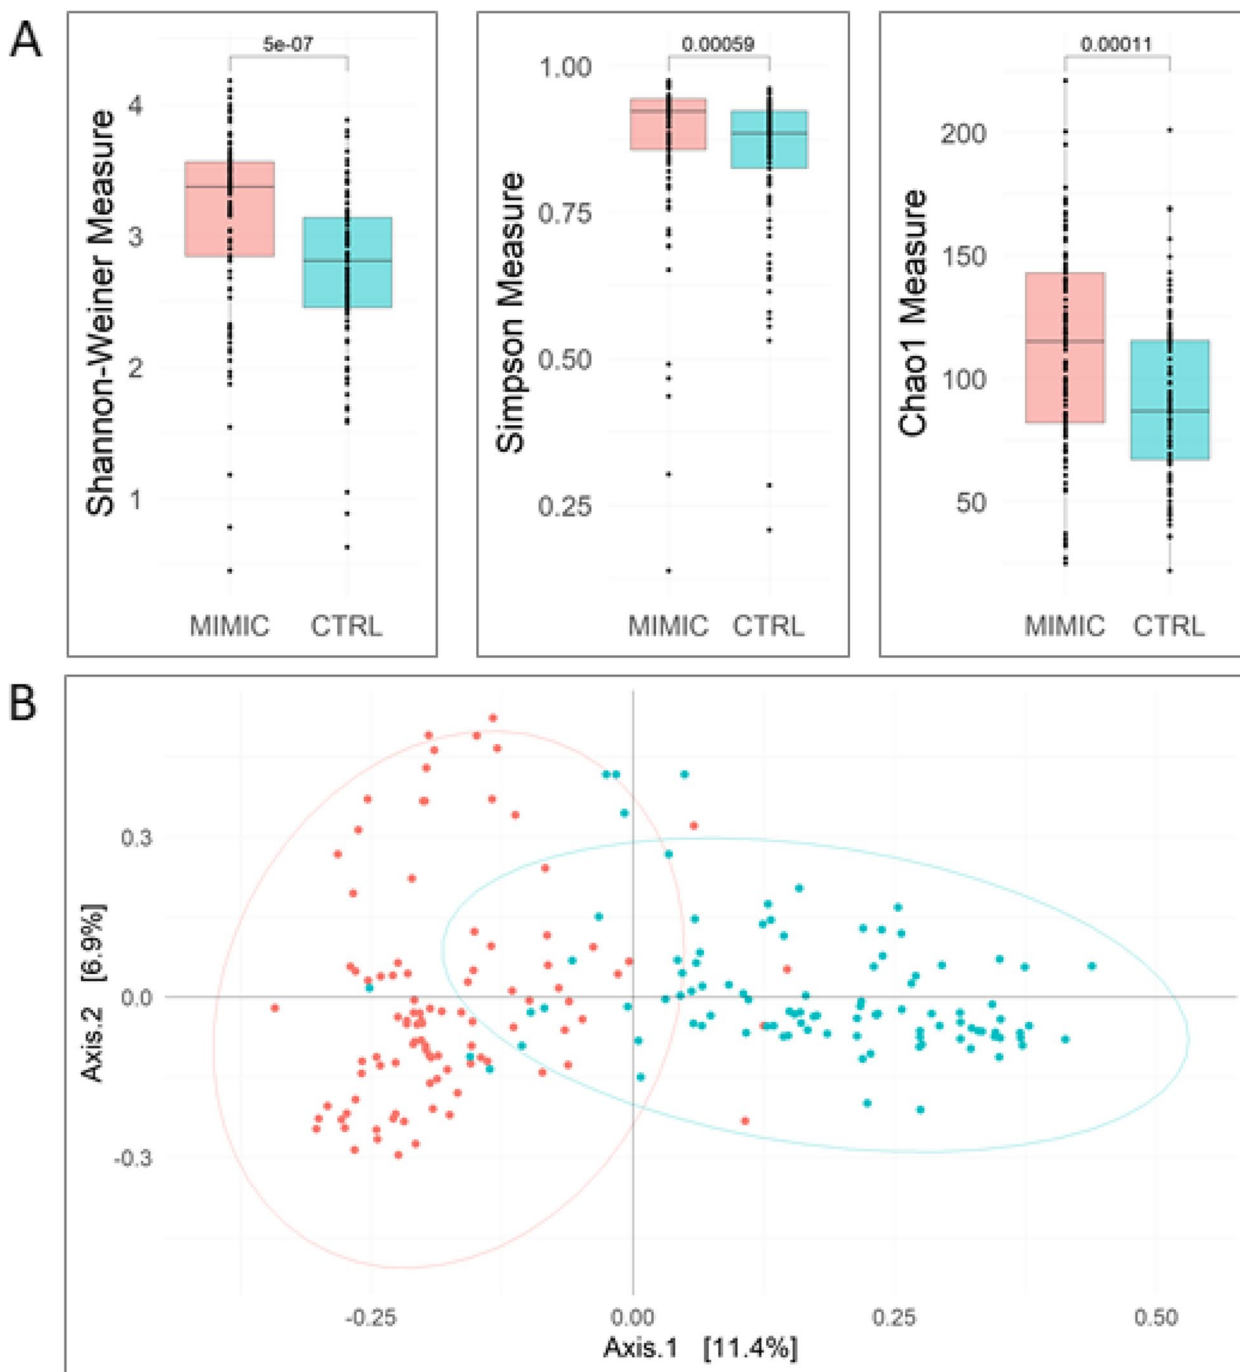 A
5e-07
Shannon-Weiner Measure
4
3
2
1
MIMIC CTRL
0.00059
Simpson Measure
1.00
0.75
0.50
0.25
MIMIC CTRL
0.00011
Chao1 Measure
200
150
100
50
MIMIC CTRL
B
Axis.2 [6.9%]
0.3
0.0
-0.3
-0.25 0.00 0.25 0.50
Axis.1 [11.4%]